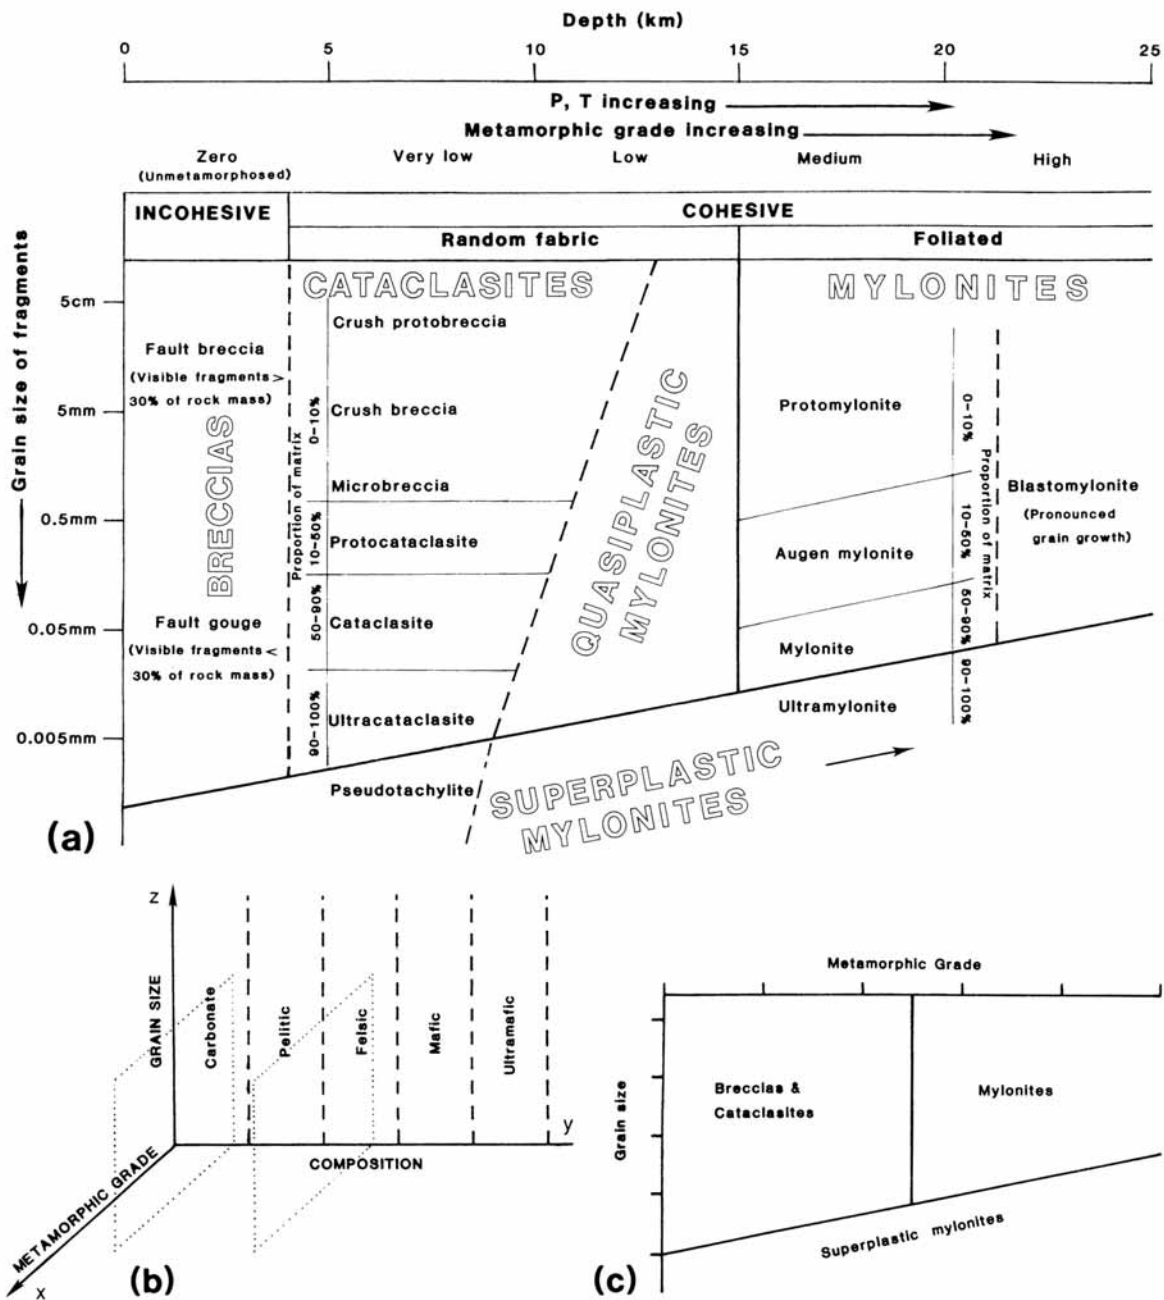 Depth (km)
0 5 10 15 20 25
P, T increasing
Metamorphic grade increasing
Zero
(Unmetamorphosed)
Very low
Low
Medium
High
INCOHESIVE
COHESIVE
Random fabric
Foliated
Grain size of fragments
5cm
5mm
0.5mm
0.05mm
0.005mm
Fault breccia
(Visible fragments >
30% of rock mass)
BRECCIAS
Fault gouge
(Visible fragments <
30% of rock mass)
CATACLASITES
Proportion of matrix
0-10%
10-50%
50-90%
90-100%
Crush protobreccia
Crush breccia
Microbreccia
Protocataclasite
Cataclasite
Ultracataclasite
Pseudotachylite
QUASIPLASTIC
MYLONITES
MYLONITES
Protomylonite
Augen mylonite
Mylonite
Ultramylonite
0-10%
10-50%
50-90%
90-100%
Proportion of matrix
Blastomylonite
(Pronounced
grain growth)
SUPERPLASTIC
MYLONITES
(a)
Z
GRAIN SIZE
Carbonate
Pelitic
Felsic
Mafic
Ultramafic
y
COMPOSITION
METAMORPHIC GRADE
X
(b)
Metamorphic Grade
Grain size
Breccias &
Cataclasites
Mylonites
Superplastic mylonites
(c)